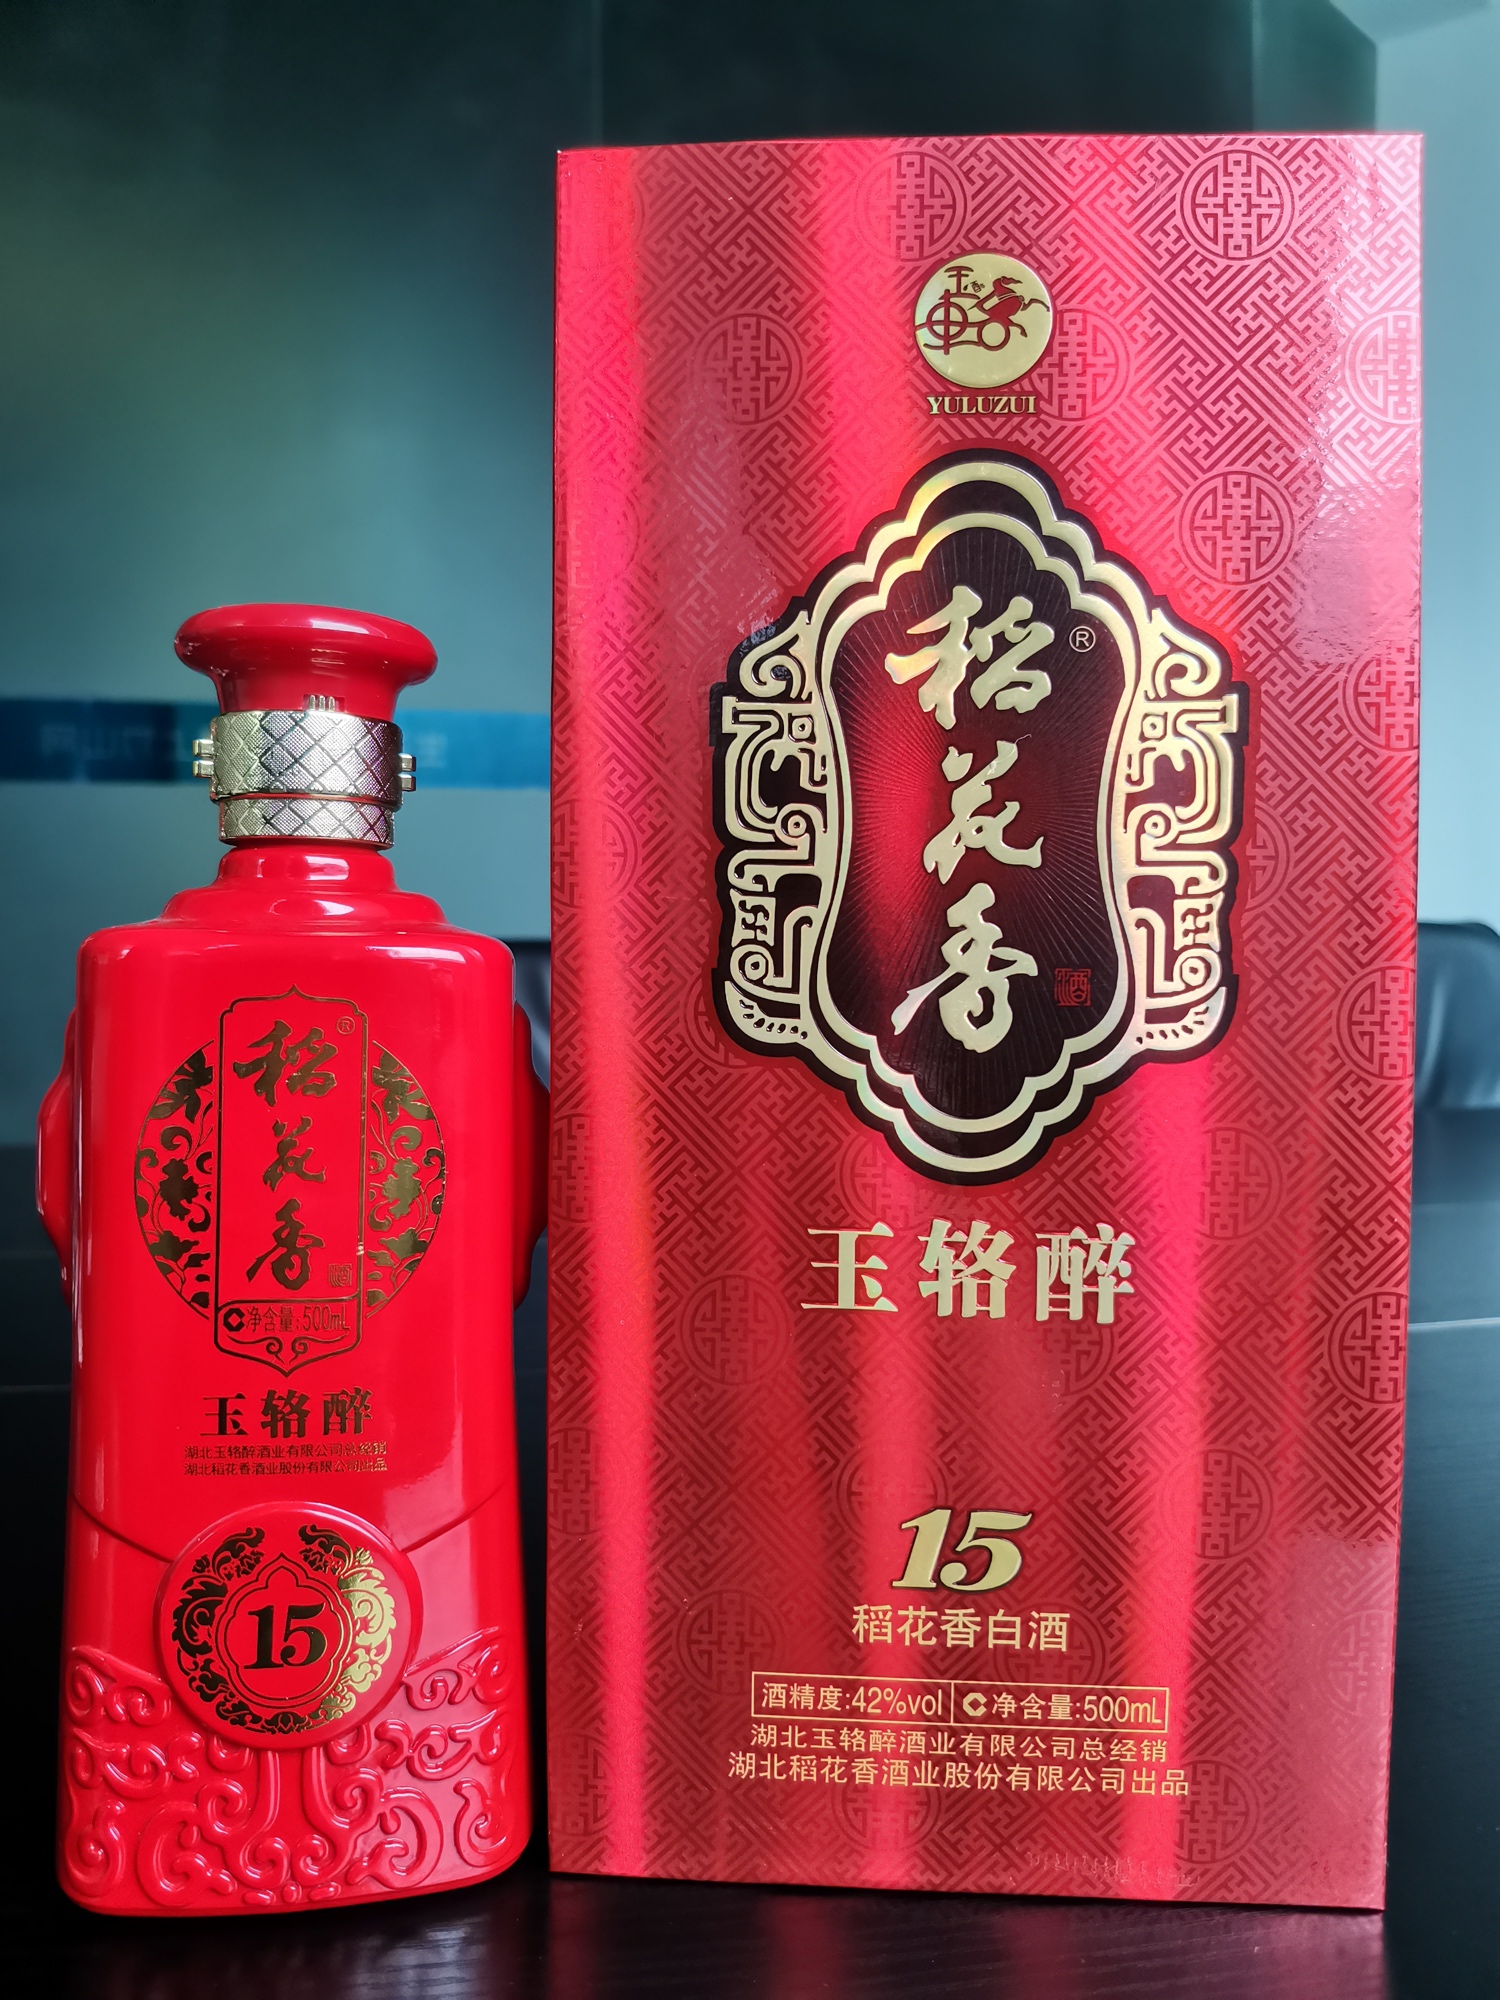 稻花香
®
酒
净含量:500mL
玉辂醉
湖北玉辂醉酒业有限公司总经销
湖北稻花香酒业股份有限公司出品
15
玉
YULUZUI
稻花香
®
酒
玉辂醉
15
稻花香白酒
酒精度:42%vol 净含量:500mL
湖北玉辂醉酒业有限公司总经销
湖北稻花香酒业股份有限公司出品